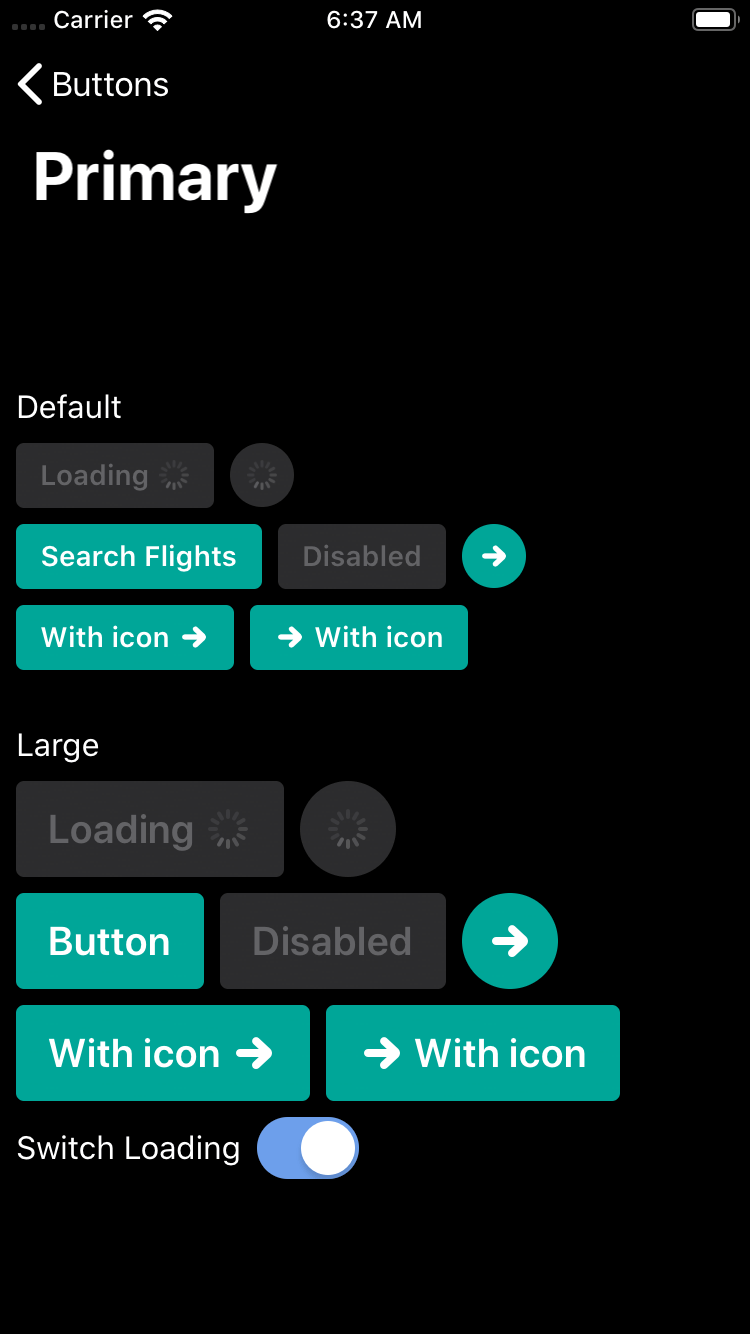 Carrier 6:37 AM
Buttons
Primary
Default
Loading
Search Flights Disabled
With icon With icon
Large
Loading
Button Disabled
With icon With icon
Switch Loading